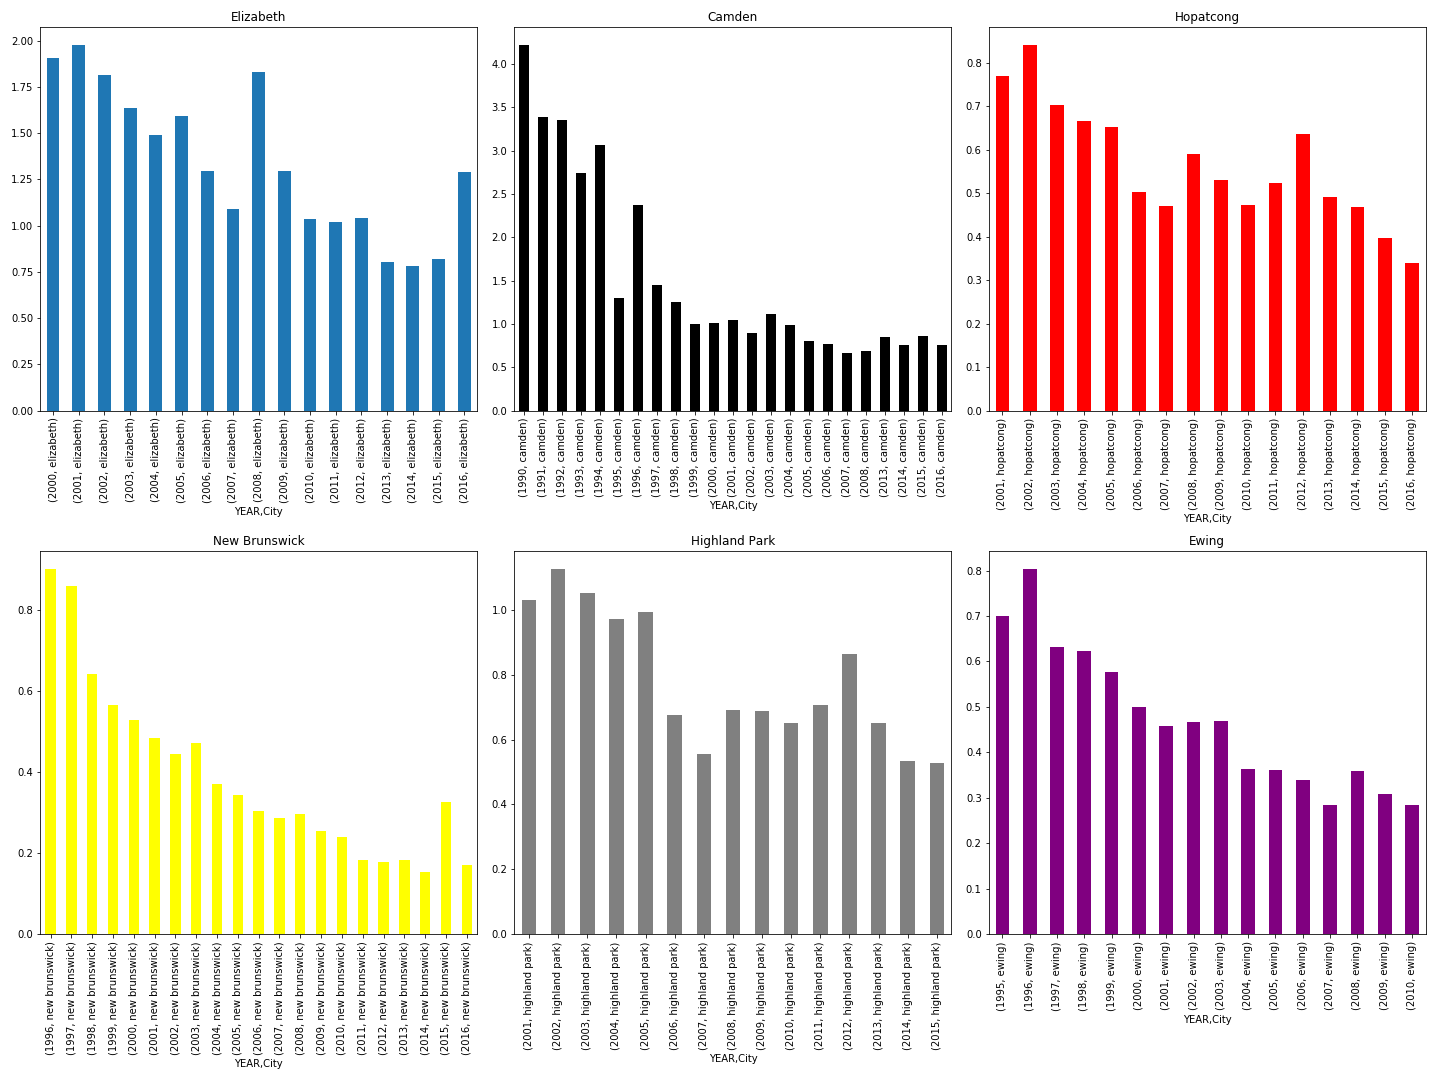 Elizabeth
2.00
1.75
1.50
1.25
1.00
0.75
0.50
0.25
0.00
(2000, elizabeth)
(2001, elizabeth)
(2002, elizabeth)
(2003, elizabeth)
(2004, elizabeth)
(2005, elizabeth)
(2006, elizabeth)
(2007, elizabeth)
(2008, elizabeth)
(2009, elizabeth)
(2010, elizabeth)
(2011, elizabeth)
(2012, elizabeth)
(2013, elizabeth)
(2014, elizabeth)
(2015, elizabeth)
(2016, elizabeth)
YEAR,City
Camden
4.0
3.5
3.0
2.5
2.0
1.5
1.0
0.5
0.0
(1990, camden)
(1991, camden)
(1992, camden)
(1993, camden)
(1994, camden)
(1995, camden)
(1996, camden)
(1997, camden)
(1998, camden)
(1999, camden)
(2000, camden)
(2001, camden)
(2002, camden)
(2003, camden)
(2004, camden)
(2005, camden)
(2006, camden)
(2007, camden)
(2008, camden)
(2013, camden)
(2014, camden)
(2015, camden)
(2016, camden)
YEAR,City
Hopatcong
0.8
0.7
0.6
0.5
0.4
0.3
0.2
0.1
0.0
(2001, hopatcong)
(2002, hopatcong)
(2003, hopatcong)
(2004, hopatcong)
(2005, hopatcong)
(2006, hopatcong)
(2007, hopatcong)
(2008, hopatcong)
(2009, hopatcong)
(2010, hopatcong)
(2011, hopatcong)
(2012, hopatcong)
(2013, hopatcong)
(2014, hopatcong)
(2015, hopatcong)
(2016, hopatcong)
YEAR,City
New Brunswick
0.8
0.6
0.4
0.2
0.0
(1996, new brunswick)
(1997, new brunswick)
(1998, new brunswick)
(1999, new brunswick)
(2000, new brunswick)
(2001, new brunswick)
(2002, new brunswick)
(2003, new brunswick)
(2004, new brunswick)
(2005, new brunswick)
(2006, new brunswick)
(2007, new brunswick)
(2008, new brunswick)
(2009, new brunswick)
(2010, new brunswick)
(2011, new brunswick)
(2012, new brunswick)
(2013, new brunswick)
(2014, new brunswick)
(2015, new brunswick)
(2016, new brunswick)
YEAR,City
Highland Park
1.0
0.8
0.6
0.4
0.2
0.0
(2001, highland park)
(2002, highland park)
(2003, highland park)
(2004, highland park)
(2005, highland park)
(2006, highland park)
(2007, highland park)
(2008, highland park)
(2009, highland park)
(2010, highland park)
(2011, highland park)
(2012, highland park)
(2013, highland park)
(2014, highland park)
(2015, highland park)
YEAR,City
Ewing
0.8
0.7
0.6
0.5
0.4
0.3
0.2
0.1
0.0
(1995, ewing)
(1996, ewing)
(1997, ewing)
(1998, ewing)
(1999, ewing)
(2000, ewing)
(2001, ewing)
(2002, ewing)
(2003, ewing)
(2004, ewing)
(2005, ewing)
(2006, ewing)
(2007, ewing)
(2008, ewing)
(2009, ewing)
(2010, ewing)
YEAR,City